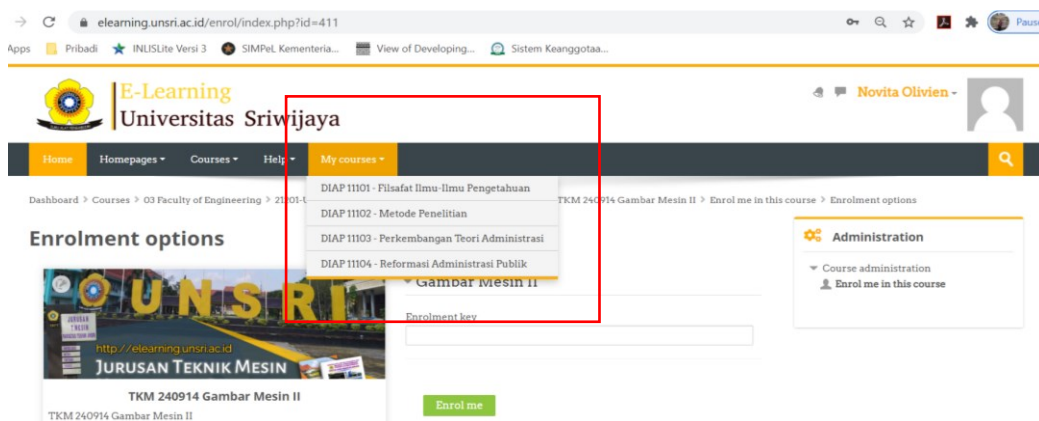 elearning.unsri.ac.id/enrol/index.php?id=411
Paus
Apps Pribadi INLISLite Versi 3 SIMPeL Kementeria... View of Developing... Sistem Keanggotaa...
E-Learning
Universitas Sriwijaya
Novita Olivien
Home Homepages Courses Help My courses
DIAP 11101 - Filsafat Ilmu-Ilmu Pengetahuan
DIAP 11102 - Metode Penelitian
DIAP 11103 - Perkembangan Teori Administrasi
DIAP 11104 - Reformasi Administrasi Publik
Dashboard > Courses > 03 Faculty of Engineering > TKM 240914 Gambar Mesin II > Enrol me in this course > Enrolment options
Enrolment options
UNSRI
JURUSAN
TEKNIK
MESIN
http://elearning.unsri.ac.id
JURUSAN TEKNIK MESIN
TKM 240914 Gambar Mesin II
TKM 240914 Gambar Mesin II
Gambar Mesin II
Enrolment key
Enrol me
Administration
Course administration
Enrol me in this course